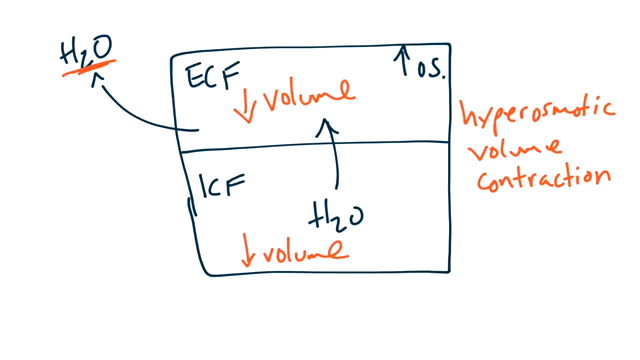 H₂O
ECF
↑ os.
↓ volume
hyperosmotic
volume
contraction
ICF
H₂O
↓ volume